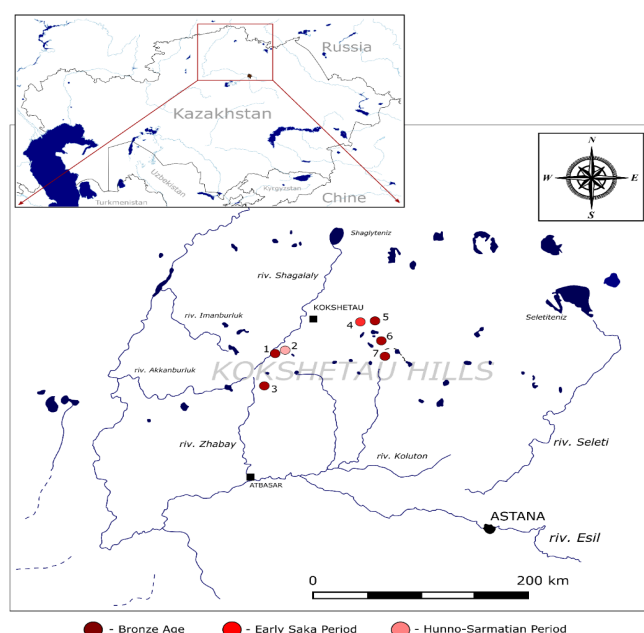 Russia
Kazakhstan
Uzbekistan
Kyrgyzstan
Turkmenistan
Chine
N
W E
S
Shaglyteniz
riv. Shagalaly
riv. Imanburluk
KOKSHETAU
Seletiteniz
4 5
6
1 2
7
KOKSHETAU HILLS
riv. Akkanburluk
3
riv. Zhabay
riv. Koluton
riv. Seleti
ATBASAR
ASTANA
riv. Esil
0 200 km
- Bronze Age - Early Saka Period - Hunno-Sarmatian Period